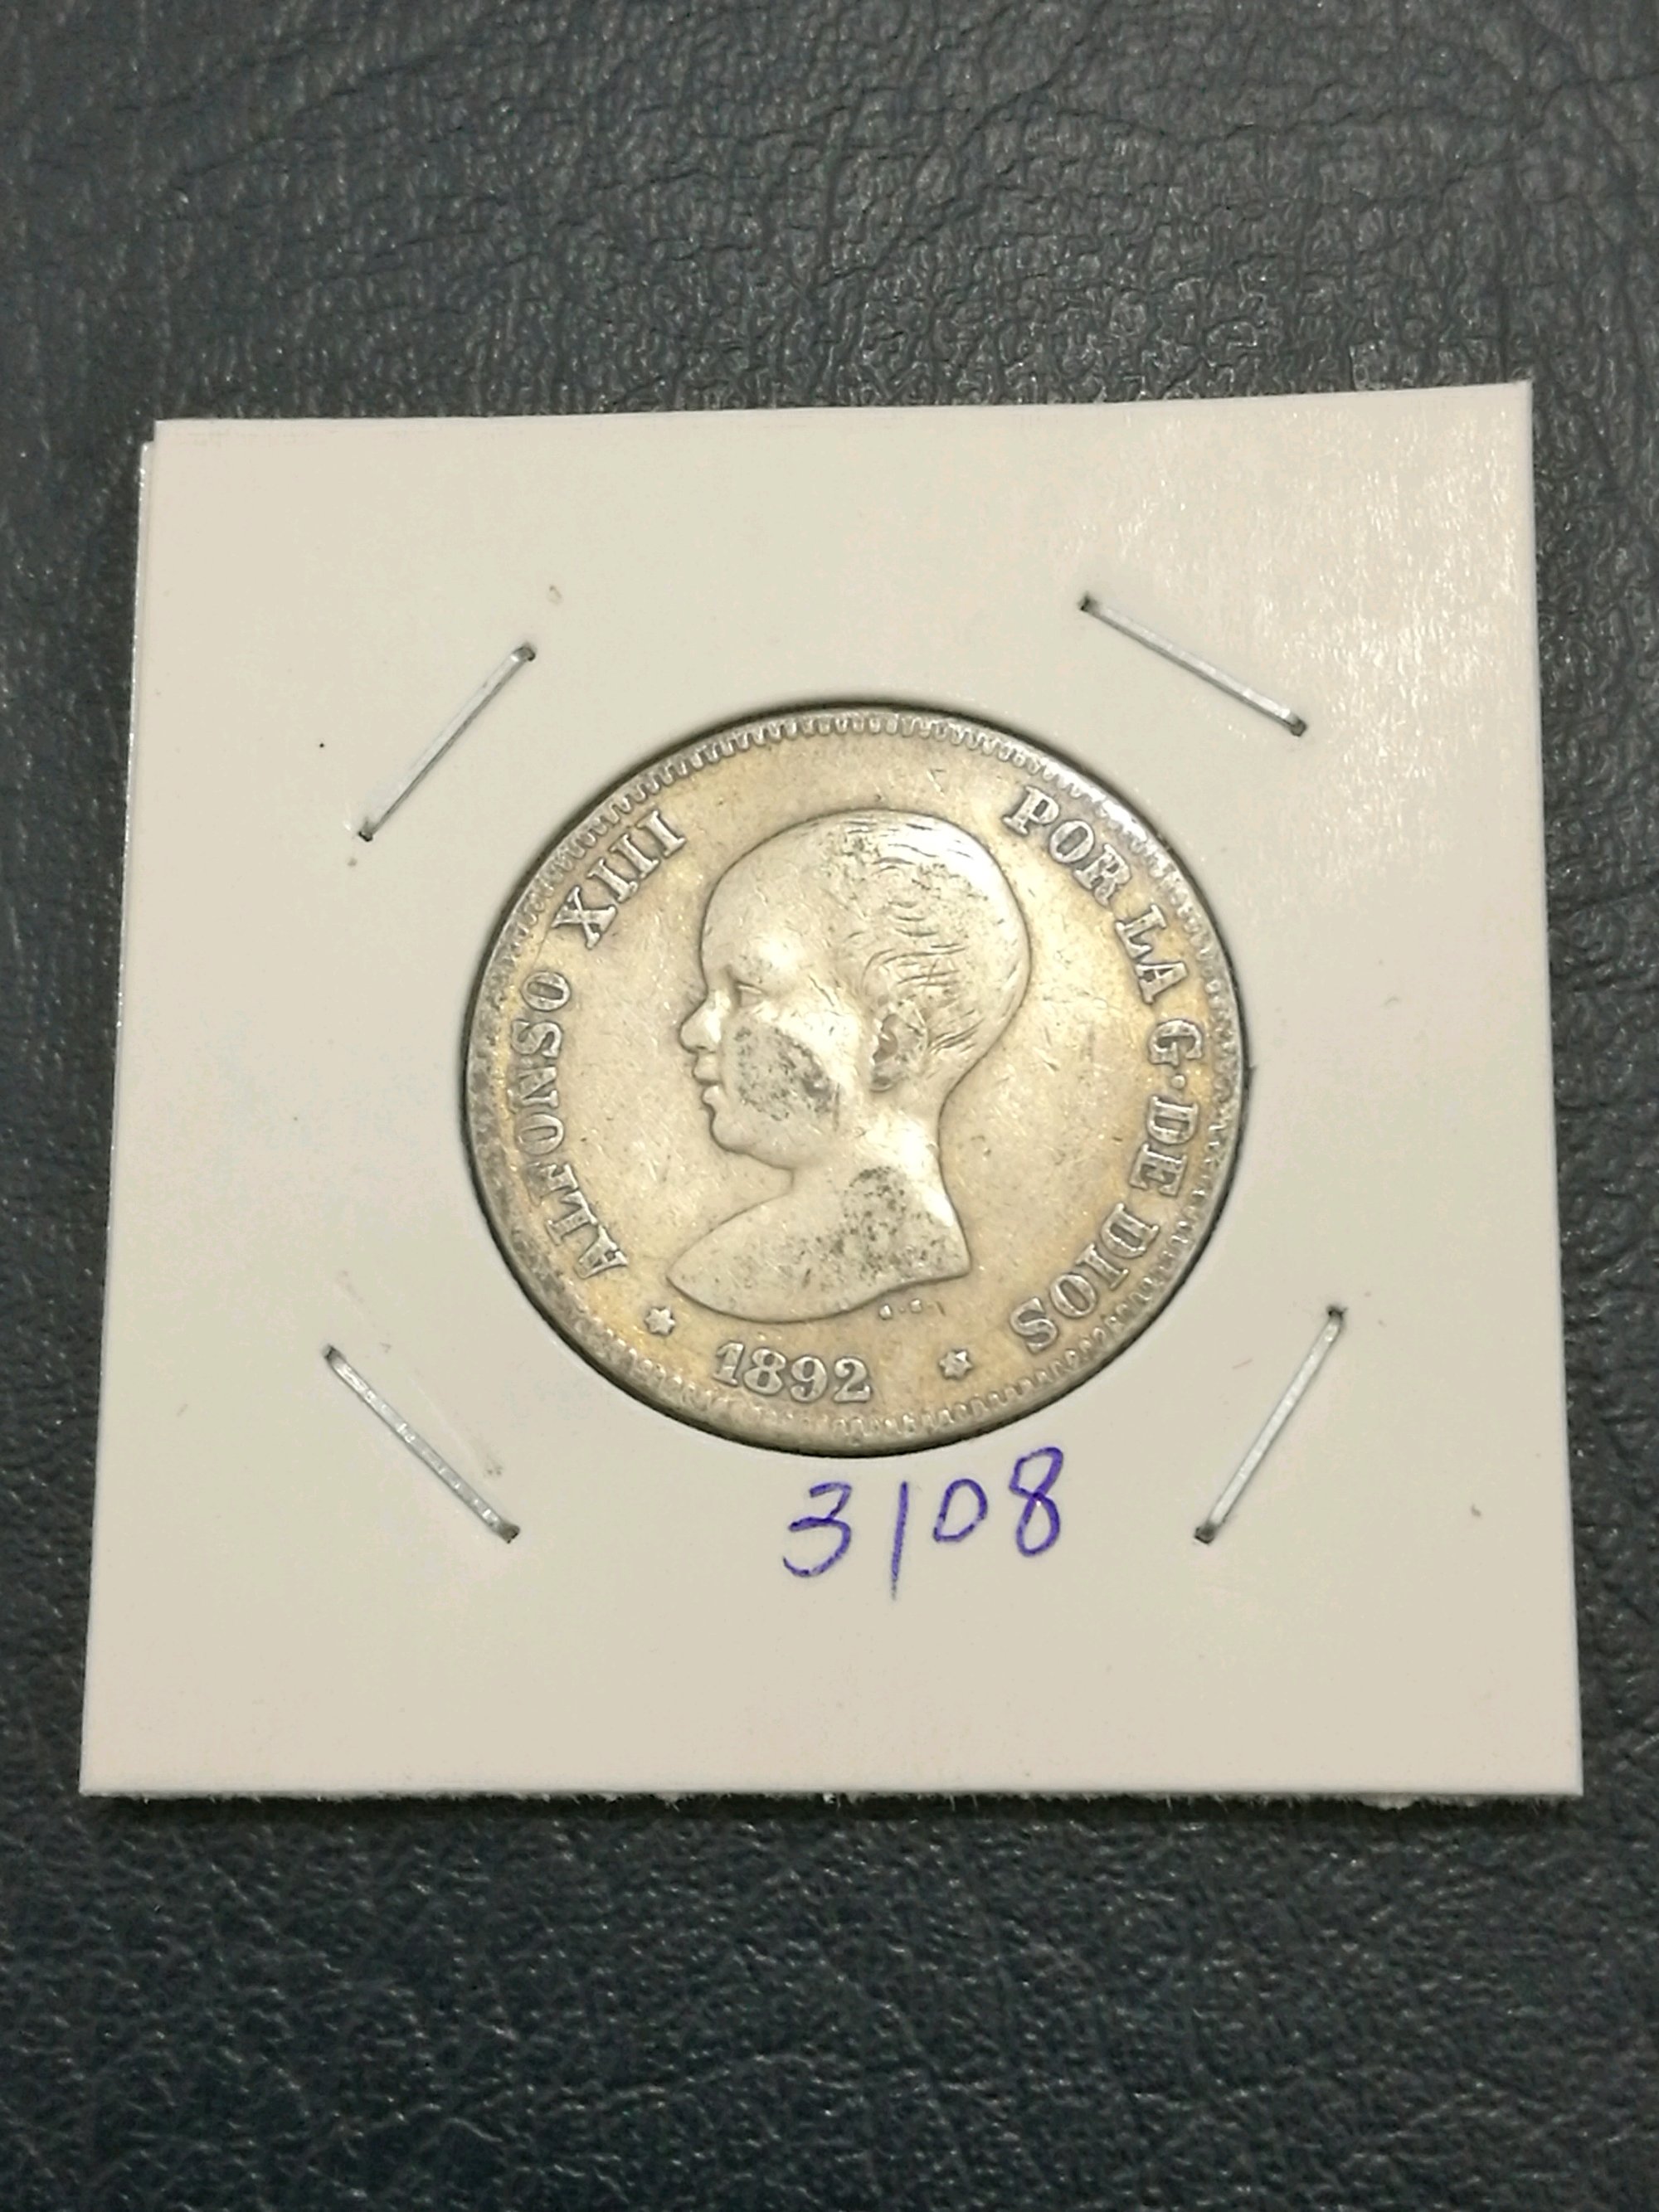 ALFONSO XIII POR LA G. DE DIOS
1892
3108